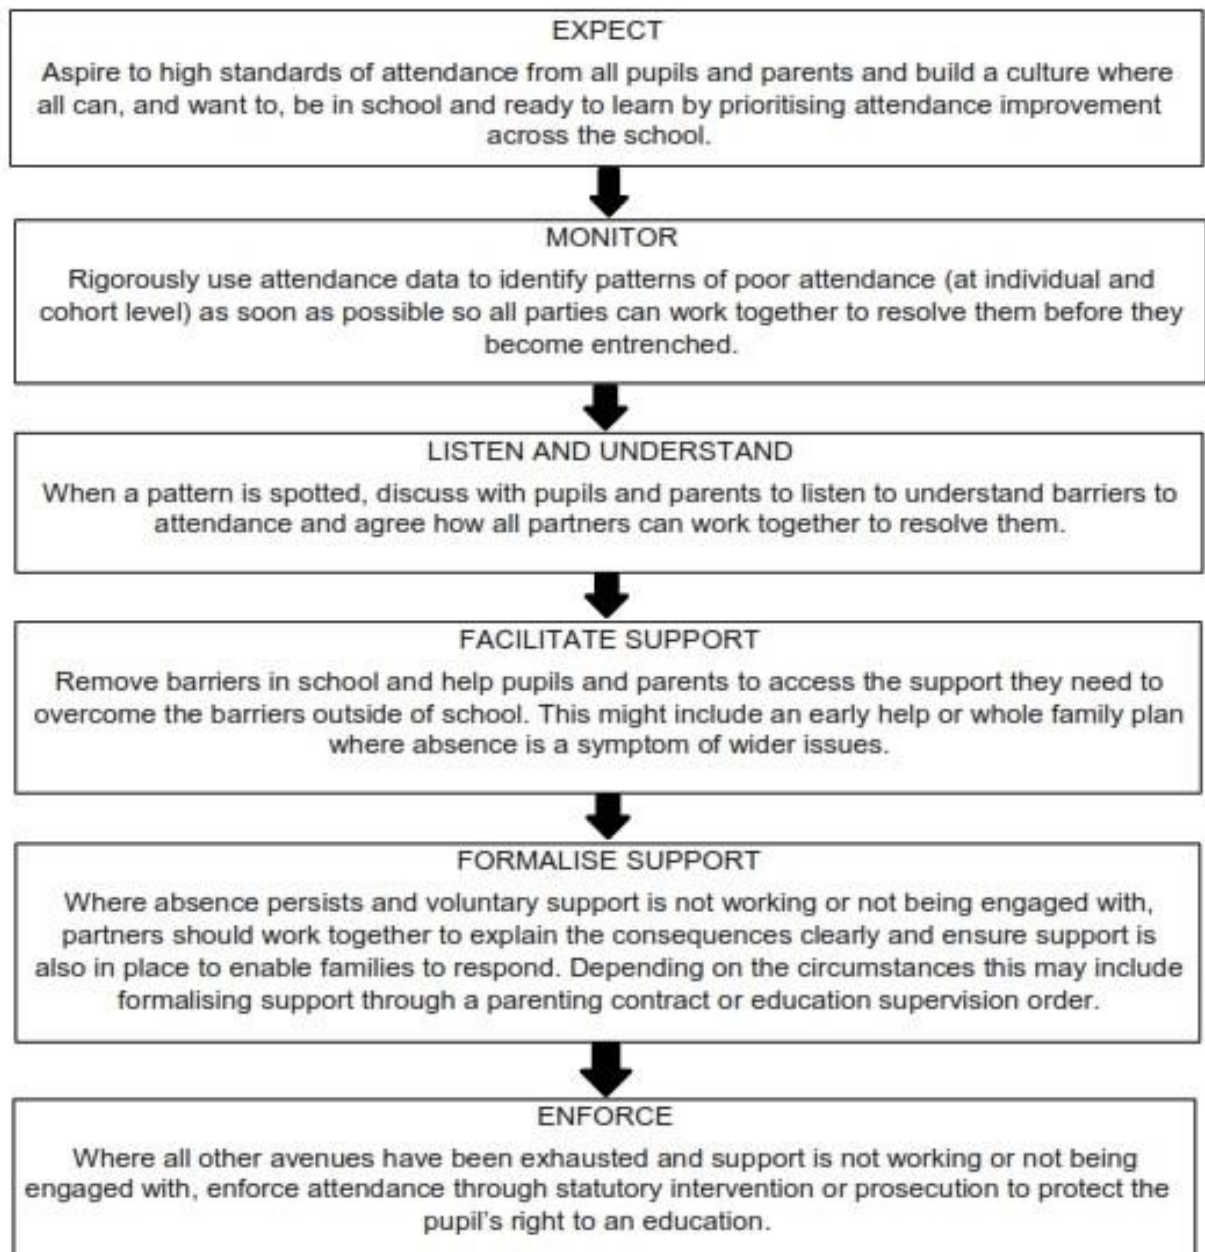 EXPECT
Aspire to high standards of attendance from all pupils and parents and build a culture where
all can, and want to, be in school and ready to learn by prioritising attendance improvement
across the school.
MONITOR
Rigorously use attendance data to identify patterns of poor attendance (at individual and
cohort level) as soon as possible so all parties can work together to resolve them before they
become entrenched.
LISTEN AND UNDERSTAND
When a pattern is spotted, discuss with pupils and parents to listen to understand barriers to
attendance and agree how all partners can work together to resolve them.
FACILITATE SUPPORT
Remove barriers in school and help pupils and parents to access the support they need to
overcome the barriers outside of school. This might include an early help or whole family plan
where absence is a symptom of wider issues.
FORMALISE SUPPORT
Where absence persists and voluntary support is not working or not being engaged with,
partners should work together to explain the consequences clearly and ensure support is
also in place to enable families to respond. Depending on the circumstances this may include
formalising support through a parenting contract or education supervision order.
ENFORCE
Where all other avenues have been exhausted and support is not working or not being
engaged with, enforce attendance through statutory intervention or prosecution to protect the
pupil's right to an education.